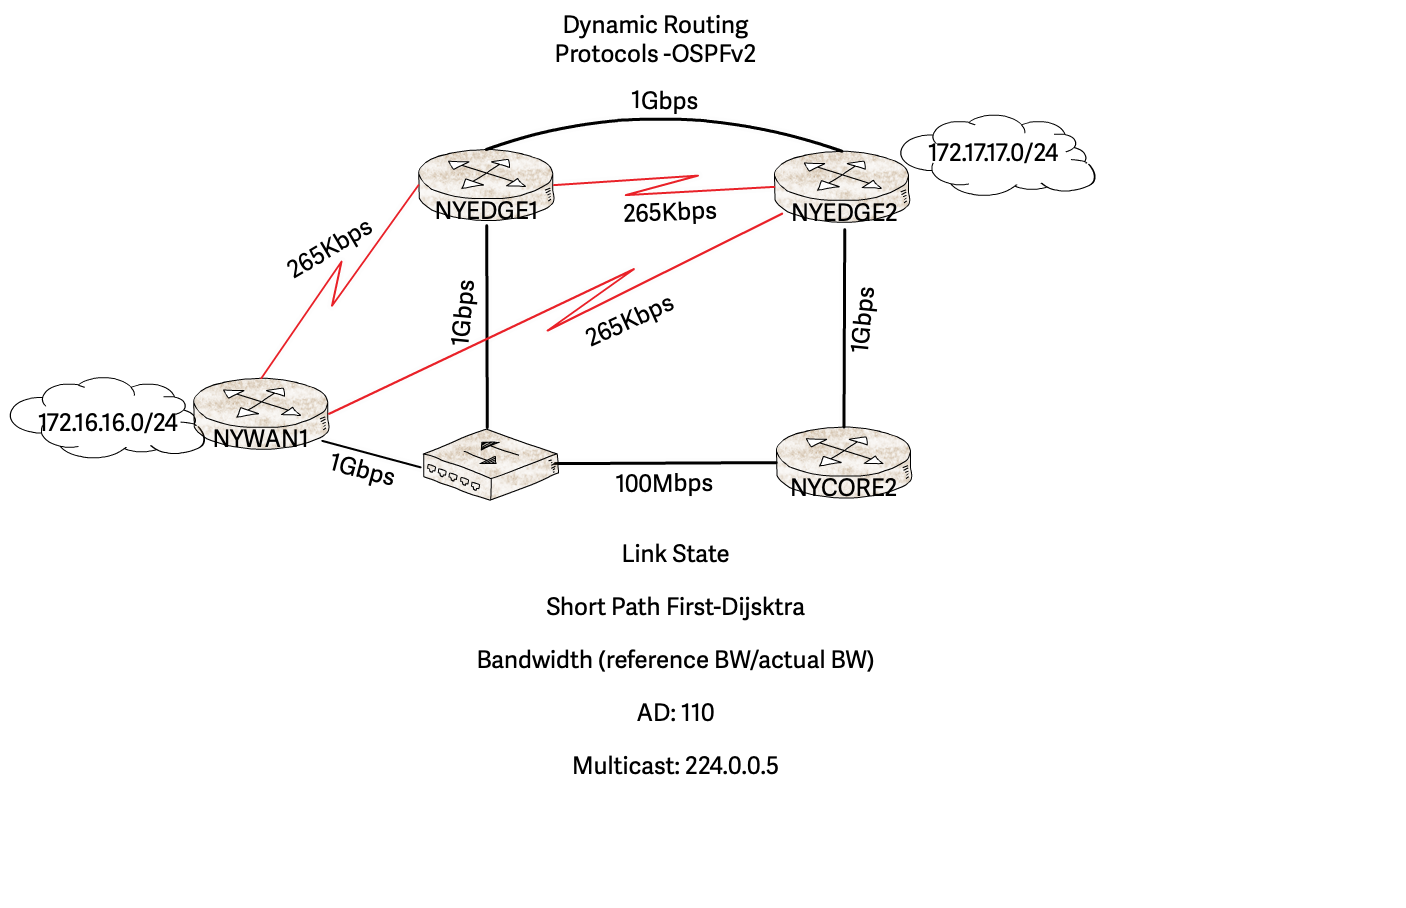 Dynamic Routing
Protocols -OSPFv2
1Gbps
172.17.17.0/24
NYEDGE1
265Kbps
NYEDGE2
265Kbps
1Gbps
265Kbps
1Gbps
172.16.16.0/24
NYWAN1
1Gbps
100Mbps
NYCORE2
Link State
Short Path First-Dijsktra
Bandwidth (reference BW/actual BW)
AD: 110
Multicast: 224.0.0.5